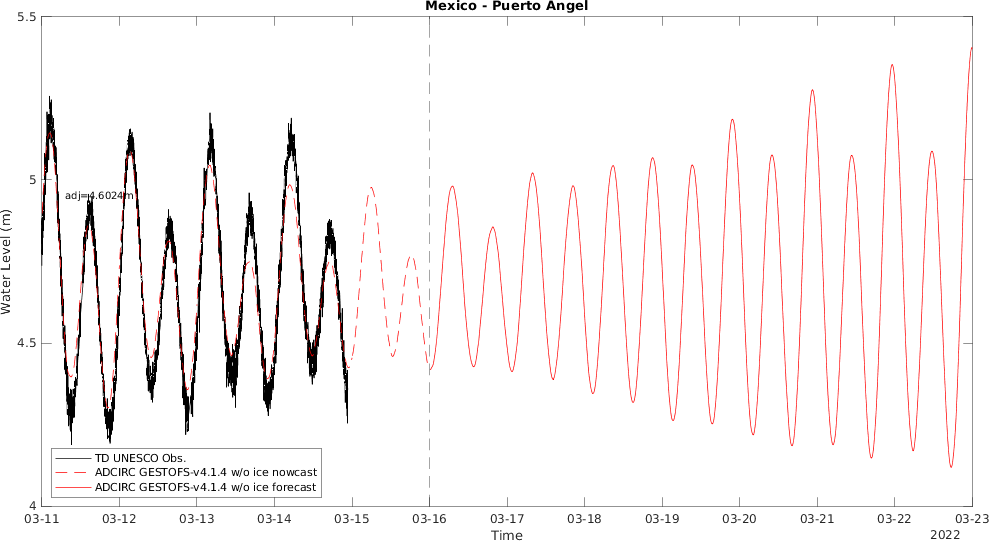 Mexico - Puerto Angel
5.5
5
4.5
4
Water Level (m)
adj=4.6024m
TD UNESCO Obs.
ADCIRC GESTOFS-v4.1.4 w/o ice nowcast
ADCIRC GESTOFS-v4.1.4 w/o ice forecast
03-11 03-12 03-13 03-14 03-15 03-16 03-17 03-18 03-19 03-20 03-21 03-22 03-23
Time
2022